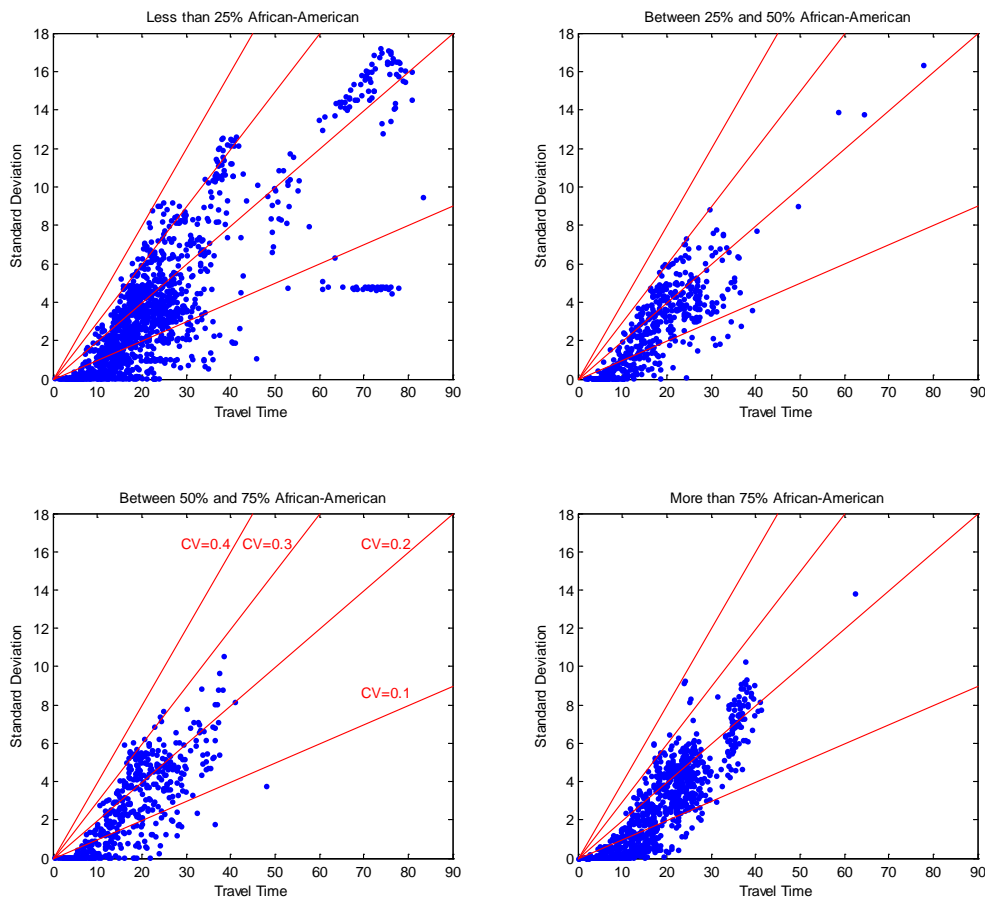 Less than 25% African-American
18
16
14
12
10
8
6
4
2
0
Standard Deviation
0 10 20 30 40 50 60 70 80 90
Travel Time
Between 25% and 50% African-American
18
16
14
12
10
8
6
4
2
0
Standard Deviation
0 10 20 30 40 50 60 70 80 90
Travel Time
Between 50% and 75% African-American
18
16
14
12
10
8
6
4
2
0
Standard Deviation
CV=0.4 CV=0.3 CV=0.2
CV=0.1
0 10 20 30 40 50 60 70 80 90
Travel Time
More than 75% African-American
18
16
14
12
10
8
6
4
2
0
Standard Deviation
0 10 20 30 40 50 60 70 80 90
Travel Time